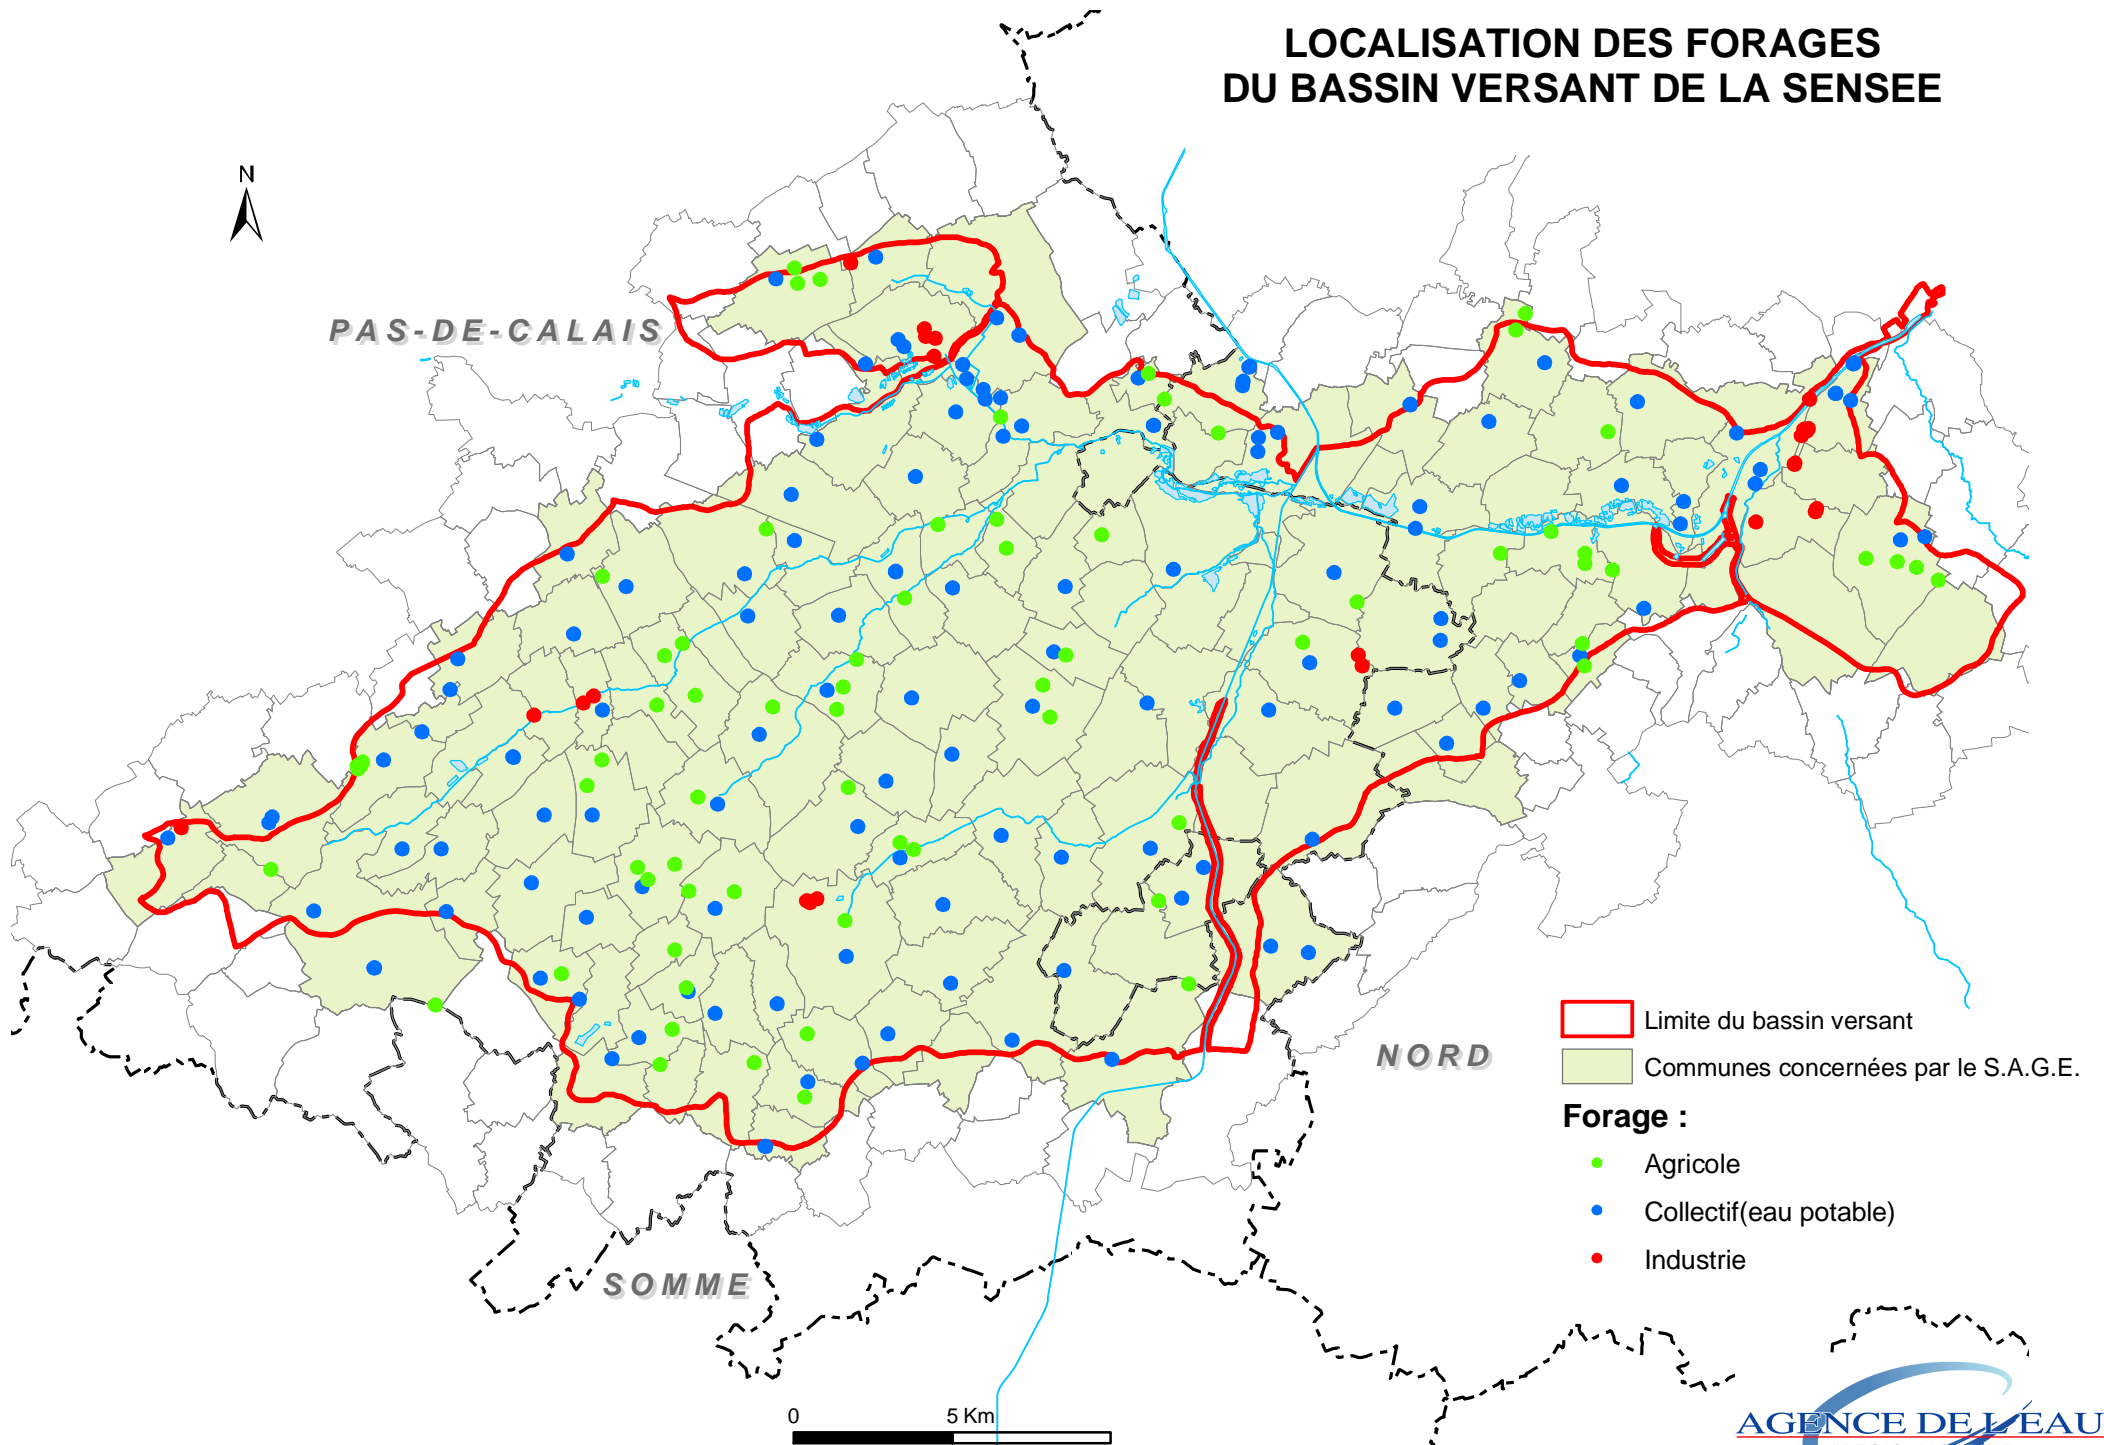 LOCALISATION DES FORAGES
DU BASSIN VERSANT DE LA SENSEE
N
PAS-DE-CALAIS
Limite du bassin versant
NORD
Communes concernées par le S.A.G.E.
Forage :
Agricole
Collectif(eau potable)
Industrie
SOMME
0 5 Km
AGENCE DE L'EAU